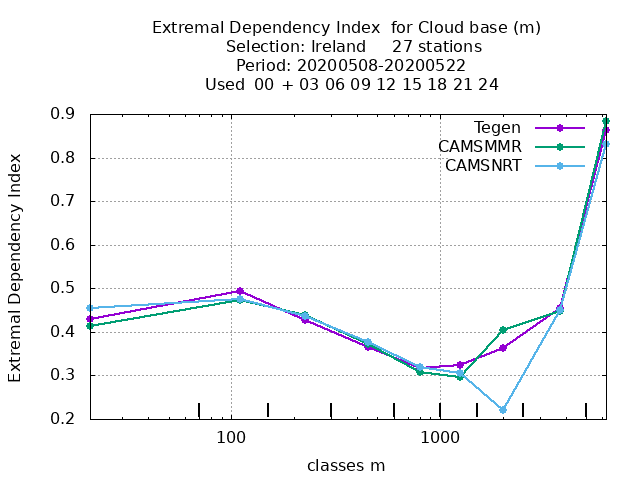 Extremal Dependency Index  for Cloud base (m)
Selection: Ireland     27 stations
Period: 20200508-20200522
Used  00 + 03 06 09 12 15 18 21 24
Extremal Dependency Index
0.9
0.8
0.7
0.6
0.5
0.4
0.3
0.2
Tegen
CAMSMMR
CAMSNRT
100
1000
classes m